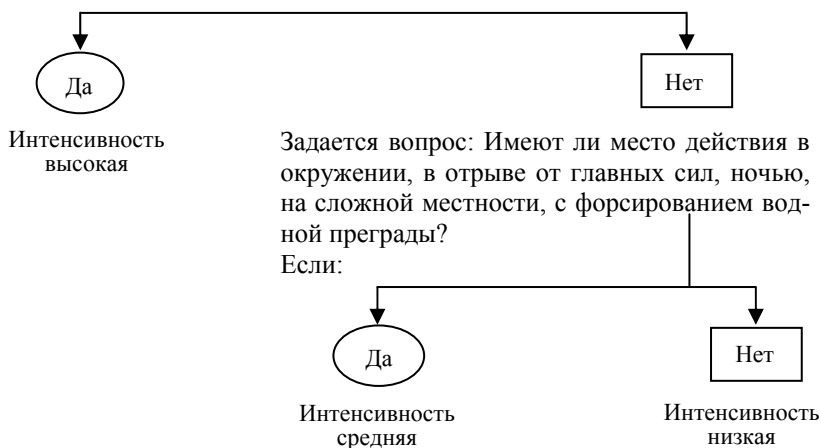 Да
Нет
Интенсивность
высокая
Задается вопрос: Имеют ли место действия в
окружении, в отрыве от главных сил, ночью,
на сложной местности, с форсированием вод-
ной преграды?
Если:
Да
Нет
Интенсивность
средняя
Интенсивность
низкая